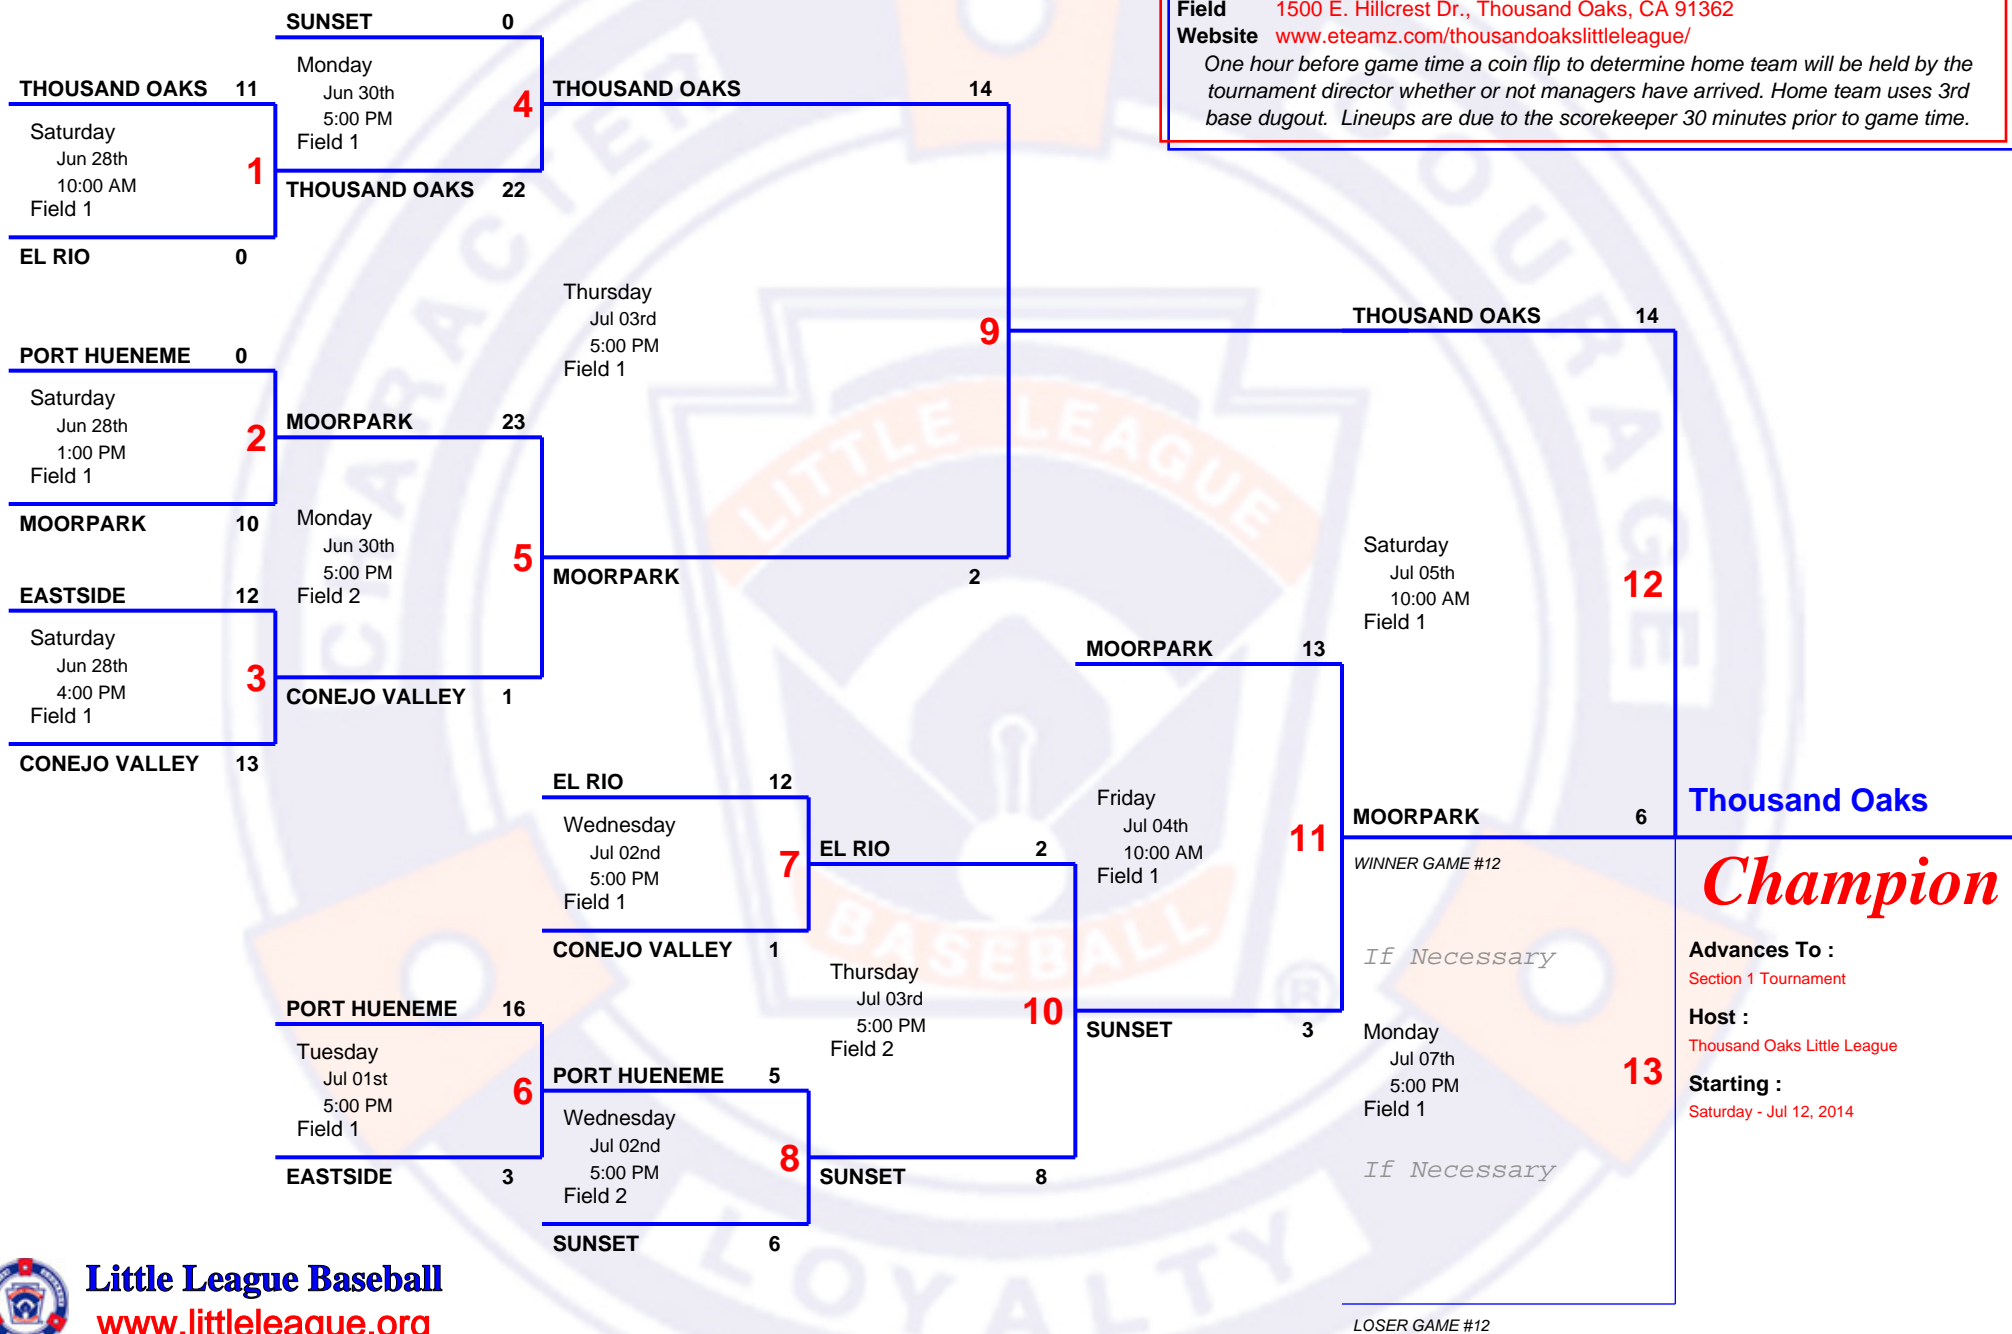 SUNSET 0
Monday
Jun 30th
5:00 PM
Field 1
4
THOUSAND OAKS 22
THOUSAND OAKS 11
Saturday
Jun 28th
10:00 AM
Field 1
1
EL RIO 0
PORT HUENEME 0
Saturday
Jun 28th
1:00 PM
Field 1
2
MOORPARK 10
EASTSIDE 12
Saturday
Jun 28th
4:00 PM
Field 1
3
CONEJO VALLEY 13
MOORPARK 23
Monday
Jun 30th
5:00 PM
Field 2
5
CONEJO VALLEY 1
THOUSAND OAKS 14
Thursday
Jul 03rd
5:00 PM
Field 1
9
MOORPARK 2
Field 1500 E. Hillcrest Dr., Thousand Oaks, CA 91362
Website www.eteamz.com/thousandoakslittleleague/
One hour before game time a coin flip to determine home team will be held by the
tournament director whether or not managers have arrived. Home team uses 3rd
base dugout. Lineups are due to the scorekeeper 30 minutes prior to game time.
PORT HUENEME 16
Tuesday
Jul 01st
5:00 PM
Field 1
6
EASTSIDE 3
EL RIO 12
Wednesday
Jul 02nd
5:00 PM
Field 1
7
CONEJO VALLEY 1
PORT HUENEME 5
Wednesday
Jul 02nd
5:00 PM
Field 2
8
SUNSET 6
EL RIO 2
Thursday
Jul 03rd
5:00 PM
Field 2
10
SUNSET 8
MOORPARK 13
Friday
Jul 04th
10:00 AM
Field 1
11
SUNSET 3
THOUSAND OAKS 14
Saturday
Jul 05th
10:00 AM
Field 1
12
MOORPARK 6
WINNER GAME #12
If Necessary
Monday
Jul 07th
5:00 PM
Field 1
13
If Necessary
LOSER GAME #12
Thousand Oaks
Champion
Advances To :
Section 1 Tournament
Host :
Thousand Oaks Little League
Starting :
Saturday - Jul 12, 2014
CHARACTER
COURAGE
LOYALTY
LITTLE LEAGUE
BASEBALL
®
Little League Baseball
www.littleleague.org